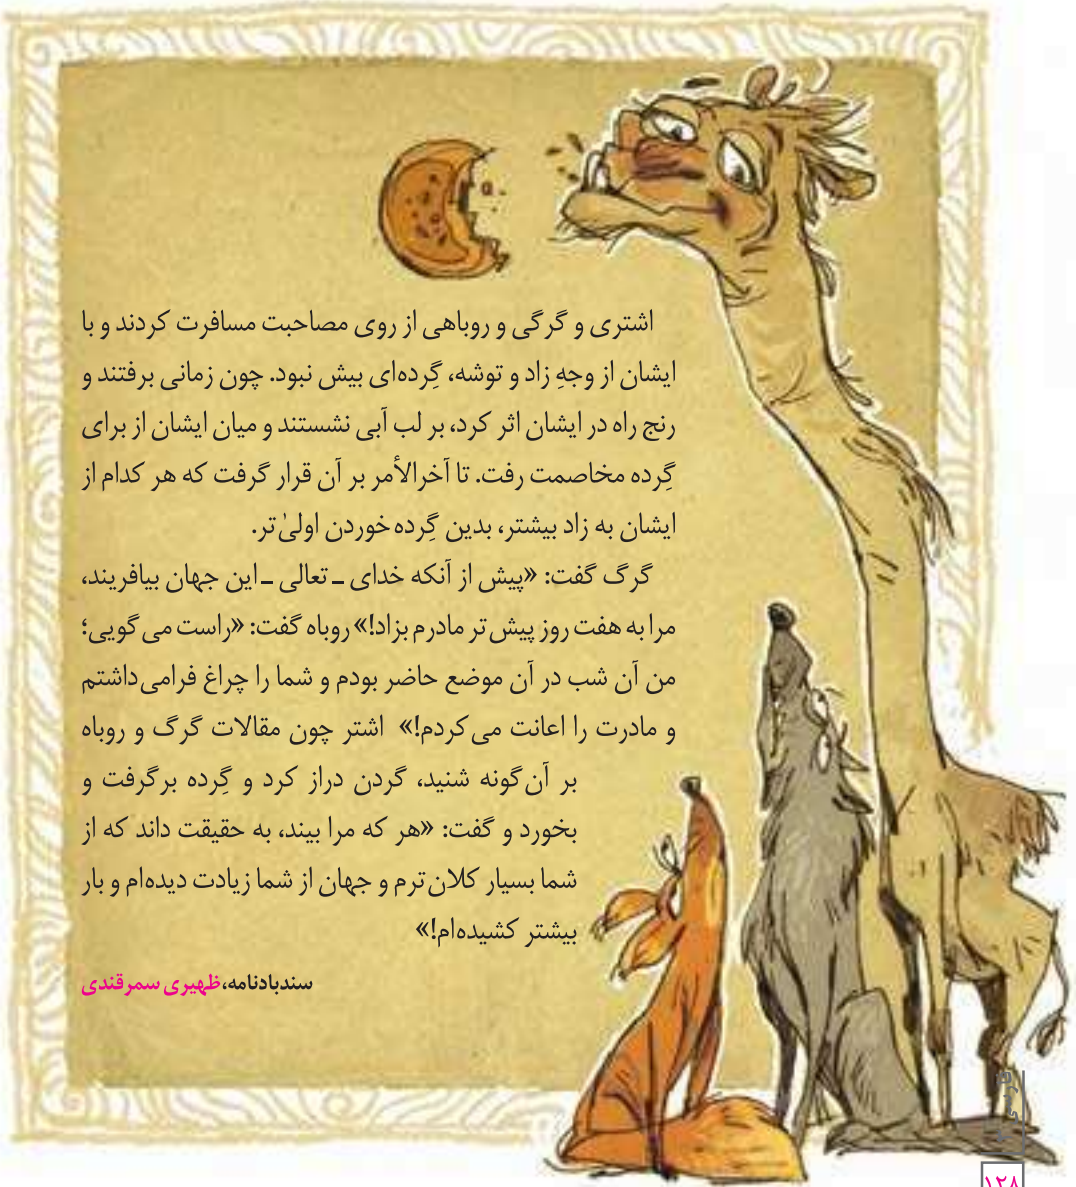 اشتری و گرگی و روباهی از روی مصاحبت مسافرت کردند و با
ایشان از وجهِ زاد و توشه، گِرده‌ای بیش نبود. چون زمانی برفتند و
رنج راه در ایشان اثر کرد، بر لب آبی نشستند و میان ایشان از برای
گِرده مخاصمت رفت. تا آخرالأمر بر آن قرار گرفت که هر کدام از
ایشان به زاد بیشتر، بدین گِرده خوردن اولیٰ‌تر.
گرگ گفت: «پیش از آنکه خدای ـ تعالی ـ این جهان بیافریند،
مرا به هفت روز پیش‌تر مادرم بزاد!» روباه گفت: «راست می‌گویی؛
من آن شب در آن موضع حاضر بودم و شما را چراغ فرامی‌داشتم
و مادرت را اعانت می‌کردم!» اشتر چون مقالات گرگ و روباه
بر آن‌گونه شنید، گردن دراز کرد و گِرده برگرفت و
بخورد و گفت: «هر که مرا بیند، به حقیقت داند که از
شما بسیار کلان‌ترم و جهان از شما زیادت دیده‌ام و بار
بیشتر کشیده‌ام!»
سندبادنامه، ظهیری سمرقندی
۱۲۸